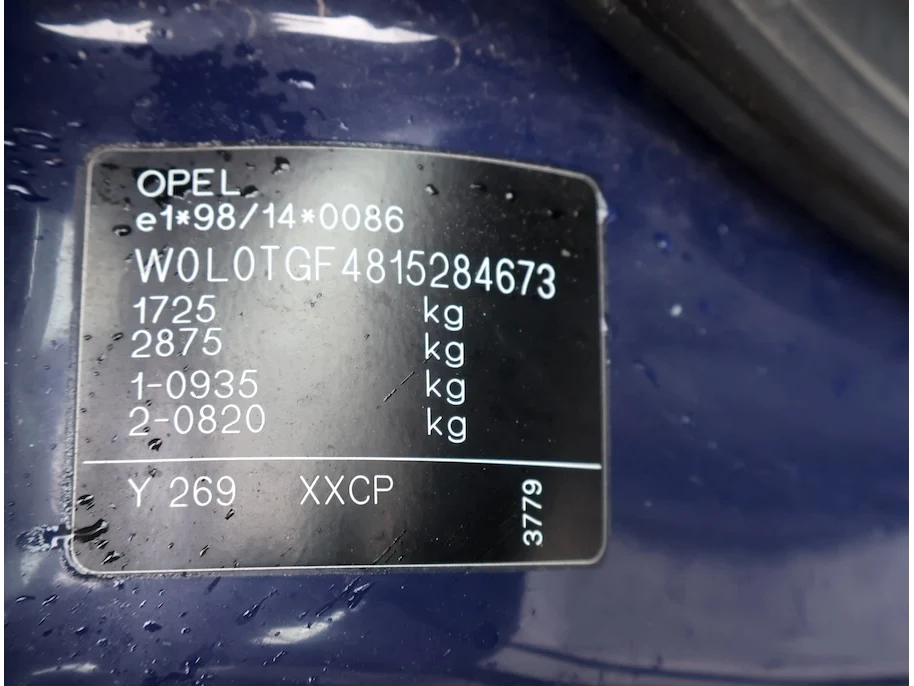 OPEL
e1*98/14*0086
W0L0TGF4815284673
1725 kg
2875 kg
1-0935 kg
2-0820 kg
Y 269 XXCP
3779